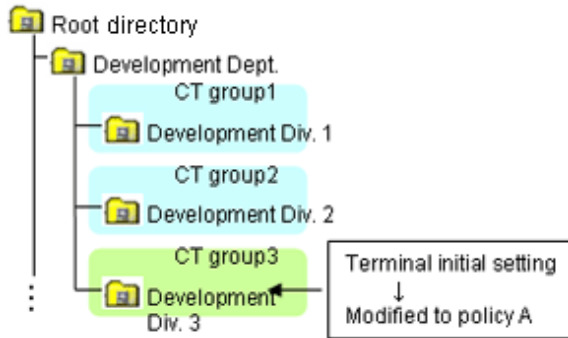 Root directory
Development Dept.
CT group1
Development Div. 1
CT group2
Development Div. 2
CT group3
Development
Div. 3
Terminal initial setting
↓
Modified to policy A